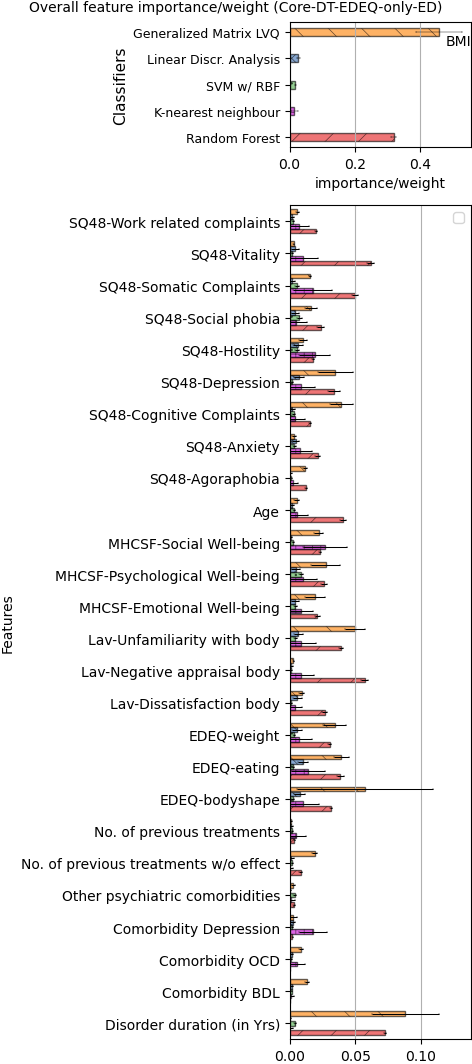 Overall feature importance/weight (Core-DT-EDEQ-only-ED)
Classifiers
Generalized Matrix LVQ
BMI
Linear Discr. Analysis
SVM w/ RBF
K-nearest neighbour
Random Forest
0.0 0.2 0.4
importance/weight
Features
SQ48-Work related complaints
SQ48-Vitality
SQ48-Somatic Complaints
SQ48-Social phobia
SQ48-Hostility
SQ48-Depression
SQ48-Cognitive Complaints
SQ48-Anxiety
SQ48-Agoraphobia
Age
MHCSF-Social Well-being
MHCSF-Psychological Well-being
MHCSF-Emotional Well-being
Lav-Unfamiliarity with body
Lav-Negative appraisal body
Lav-Dissatisfaction body
EDEQ-weight
EDEQ-eating
EDEQ-bodyshape
No. of previous treatments
No. of previous treatments w/o effect
Other psychiatric comorbidities
Comorbidity Depression
Comorbidity OCD
Comorbidity BDL
Disorder duration (in Yrs)
0.00 0.05 0.10